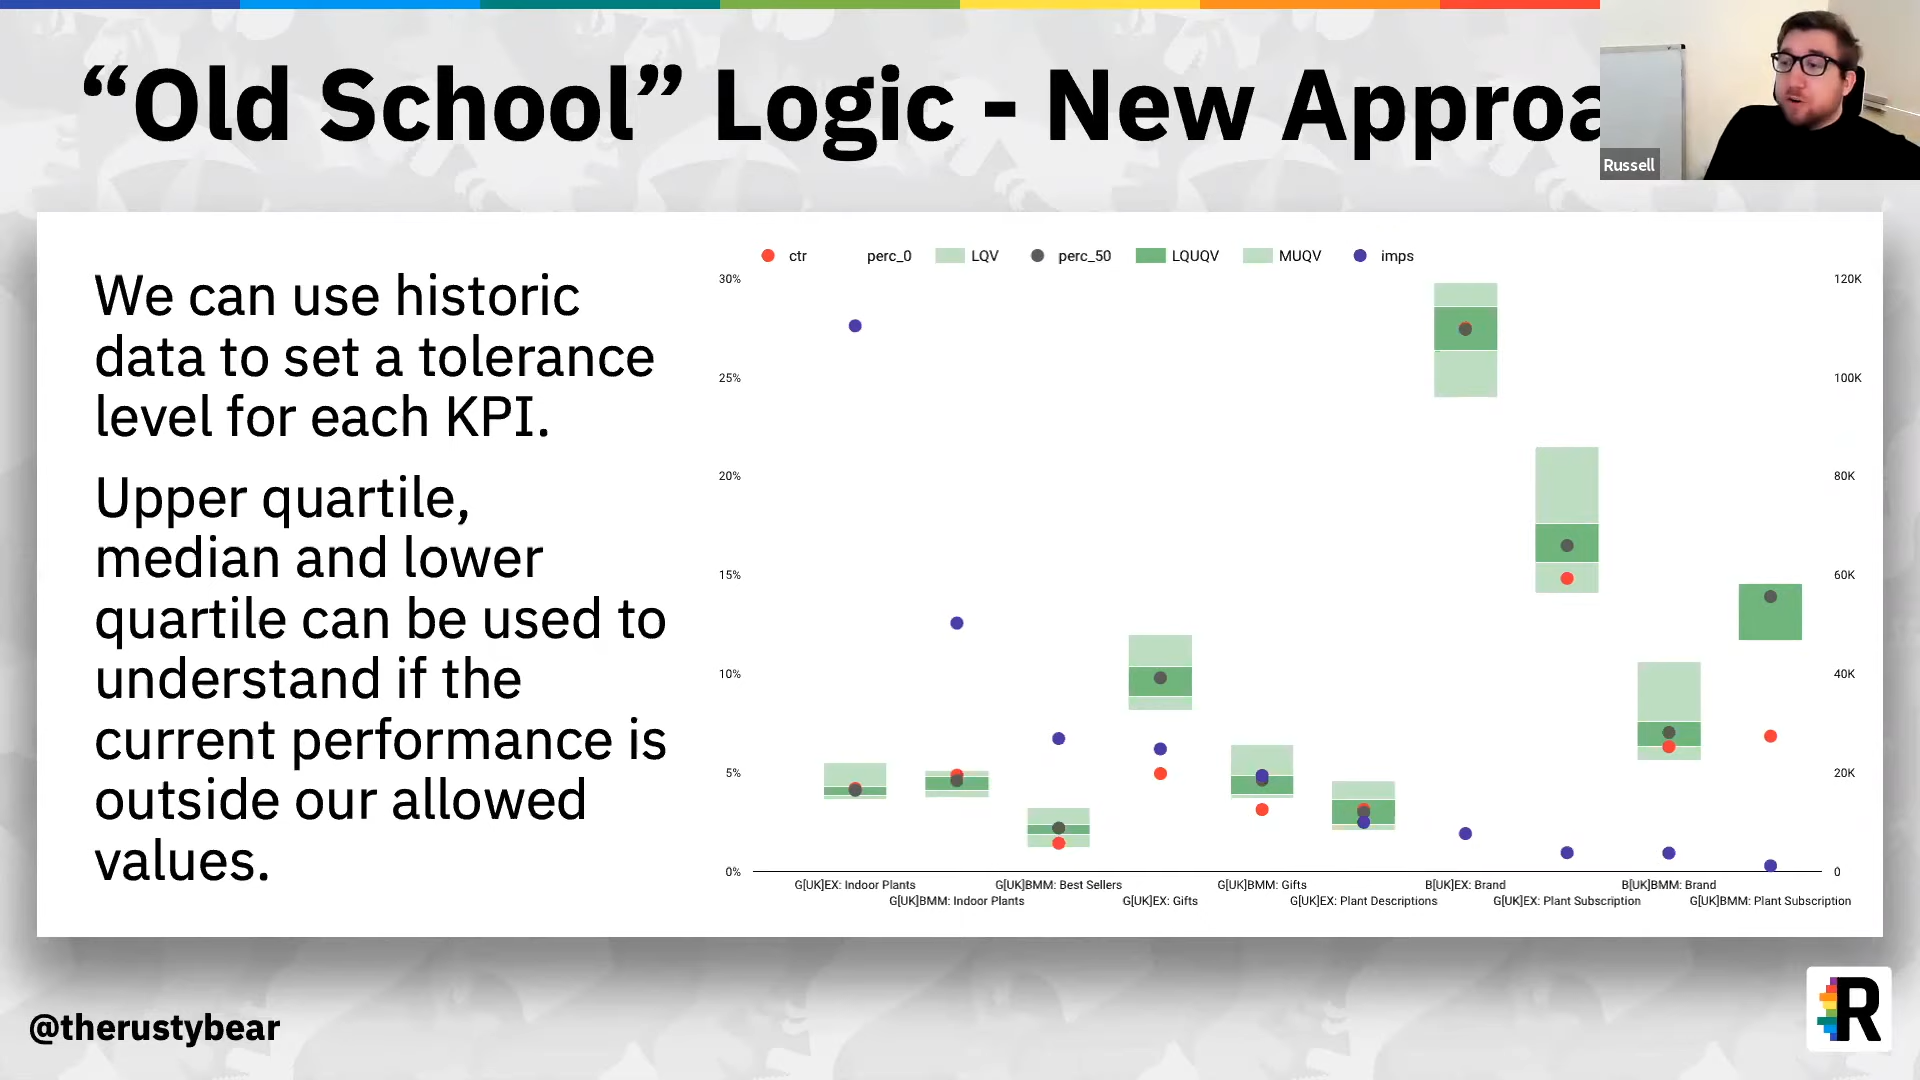 “Old School” Logic - New Approa
Russell
We can use historic
data to set a tolerance
level for each KPI.
Upper quartile,
median and lower
quartile can be used to
understand if the
current performance is
outside our allowed
values.
ctr perc_0 LQV perc_50 LQUQV MUQV imps
30% 120K
25% 100K
20% 80K
15% 60K
10% 40K
5% 20K
0% 0
G[UK]EX: Indoor Plants G[UK]BMM: Best Sellers G[UK]BMM: Gifts B[UK]EX: Brand B[UK]BMM: Brand
G[UK]BMM: Indoor Plants G[UK]EX: Gifts G[UK]EX: Plant Descriptions G[UK]EX: Plant Subscription G[UK]BMM: Plant Subscription
@therustybear
R